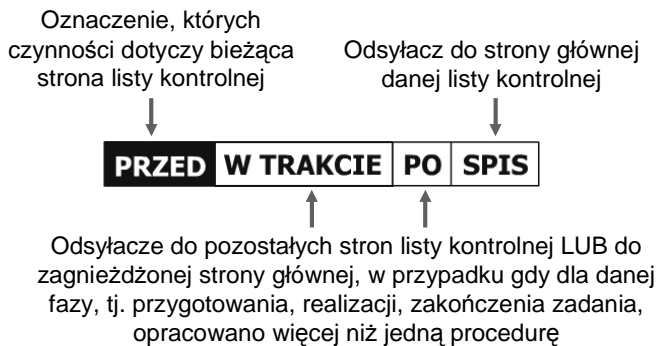 Oznaczenie, których
czynności dotyczy bieżąca
strona listy kontrolnej
Odsyłacz do strony głównej
danej listy kontrolnej
PRZED W TRAKCIE PO SPIS
Odsyłacze do pozostałych stron listy kontrolnej LUB do
zagnieżdżonej strony głównej, w przypadku gdy dla danej
fazy, tj. przygotowania, realizacji, zakończenia zadania,
opracowano więcej niż jedną procedurę